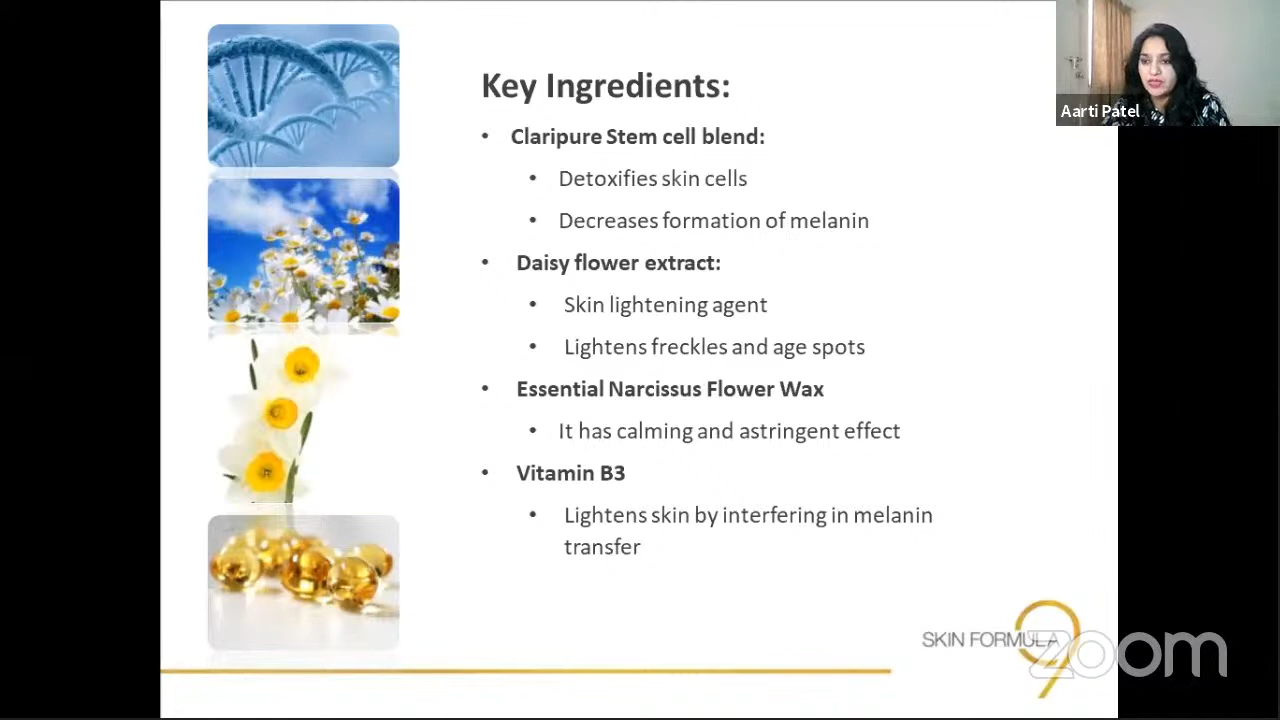 Key Ingredients:
• Claripure Stem cell blend:
• Detoxifies skin cells
• Decreases formation of melanin
• Daisy flower extract:
• Skin lightening agent
• Lightens freckles and age spots
• Essential Narcissus Flower Wax
• It has calming and astringent effect
• Vitamin B3
• Lightens skin by interfering in melanin
transfer
Aarti Patel
SKIN FORMULA 9
zoom